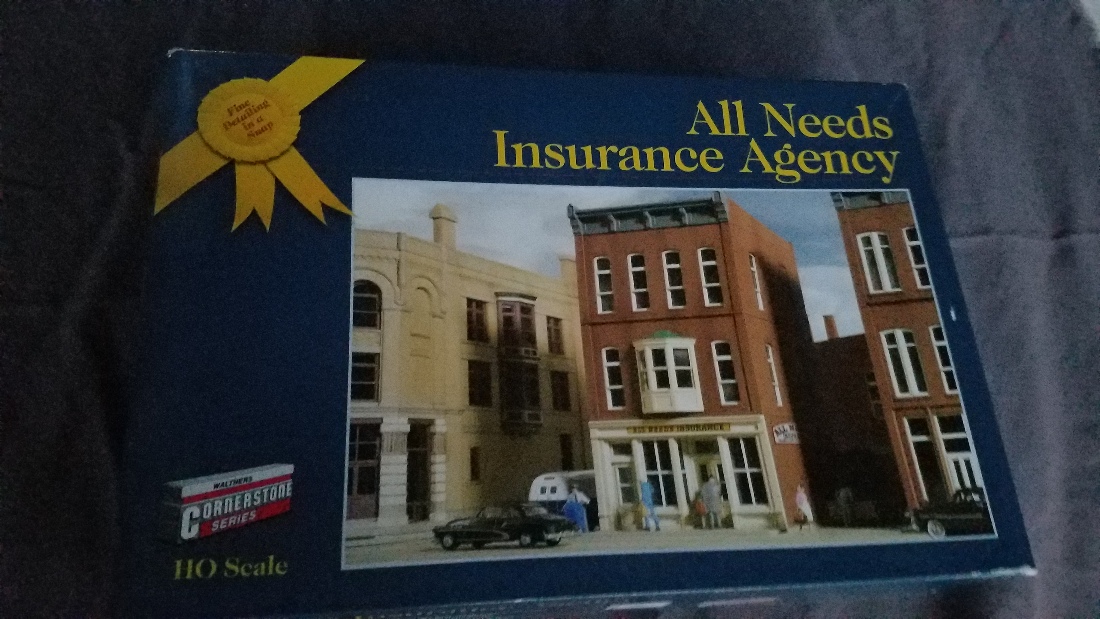 Fine
Detailing
in a
Snap
All Needs
Insurance Agency
ALL NEEDS INSURANCE
WALTHERS
CORNERSTONE
SERIES
HO Scale